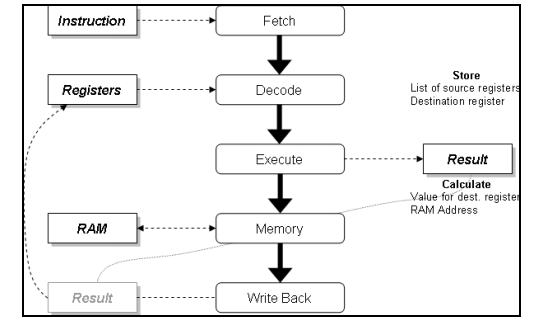 Instruction
Fetch
Registers
Decode
Store
List of source registers
Destination register
Execute
Result
Calculate
Value for dest. register
RAM Address
RAM
Memory
Result
Write Back